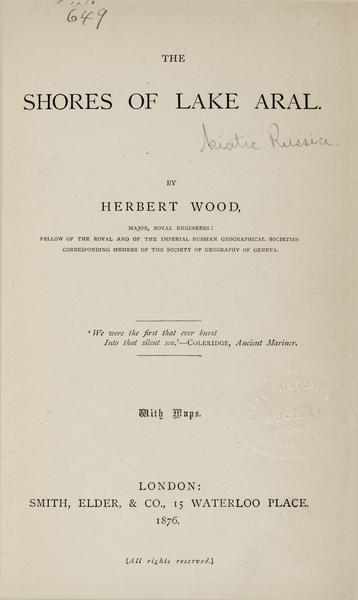 649
THE
SHORES OF LAKE ARAL.
Asiatic Russia.
BY
HERBERT WOOD,
MAJOR, ROYAL ENGINEERS:
FELLOW OF THE ROYAL AND OF THE IMPERIAL RUSSIAN GEOGRAPHICAL SOCIETIES
CORRESPONDING MEMBER OF THE SOCIETY OF GEOGRAPHY OF GENEVA.
‘We were the first that ever burst
Into that silent sea.’—COLERIDGE, Ancient Mariner.
With Maps.
HISTORICAL
SOCIETY
LONDON:
SMITH, ELDER, & CO., 15 WATERLOO PLACE.
1876.
[All rights reserved.]